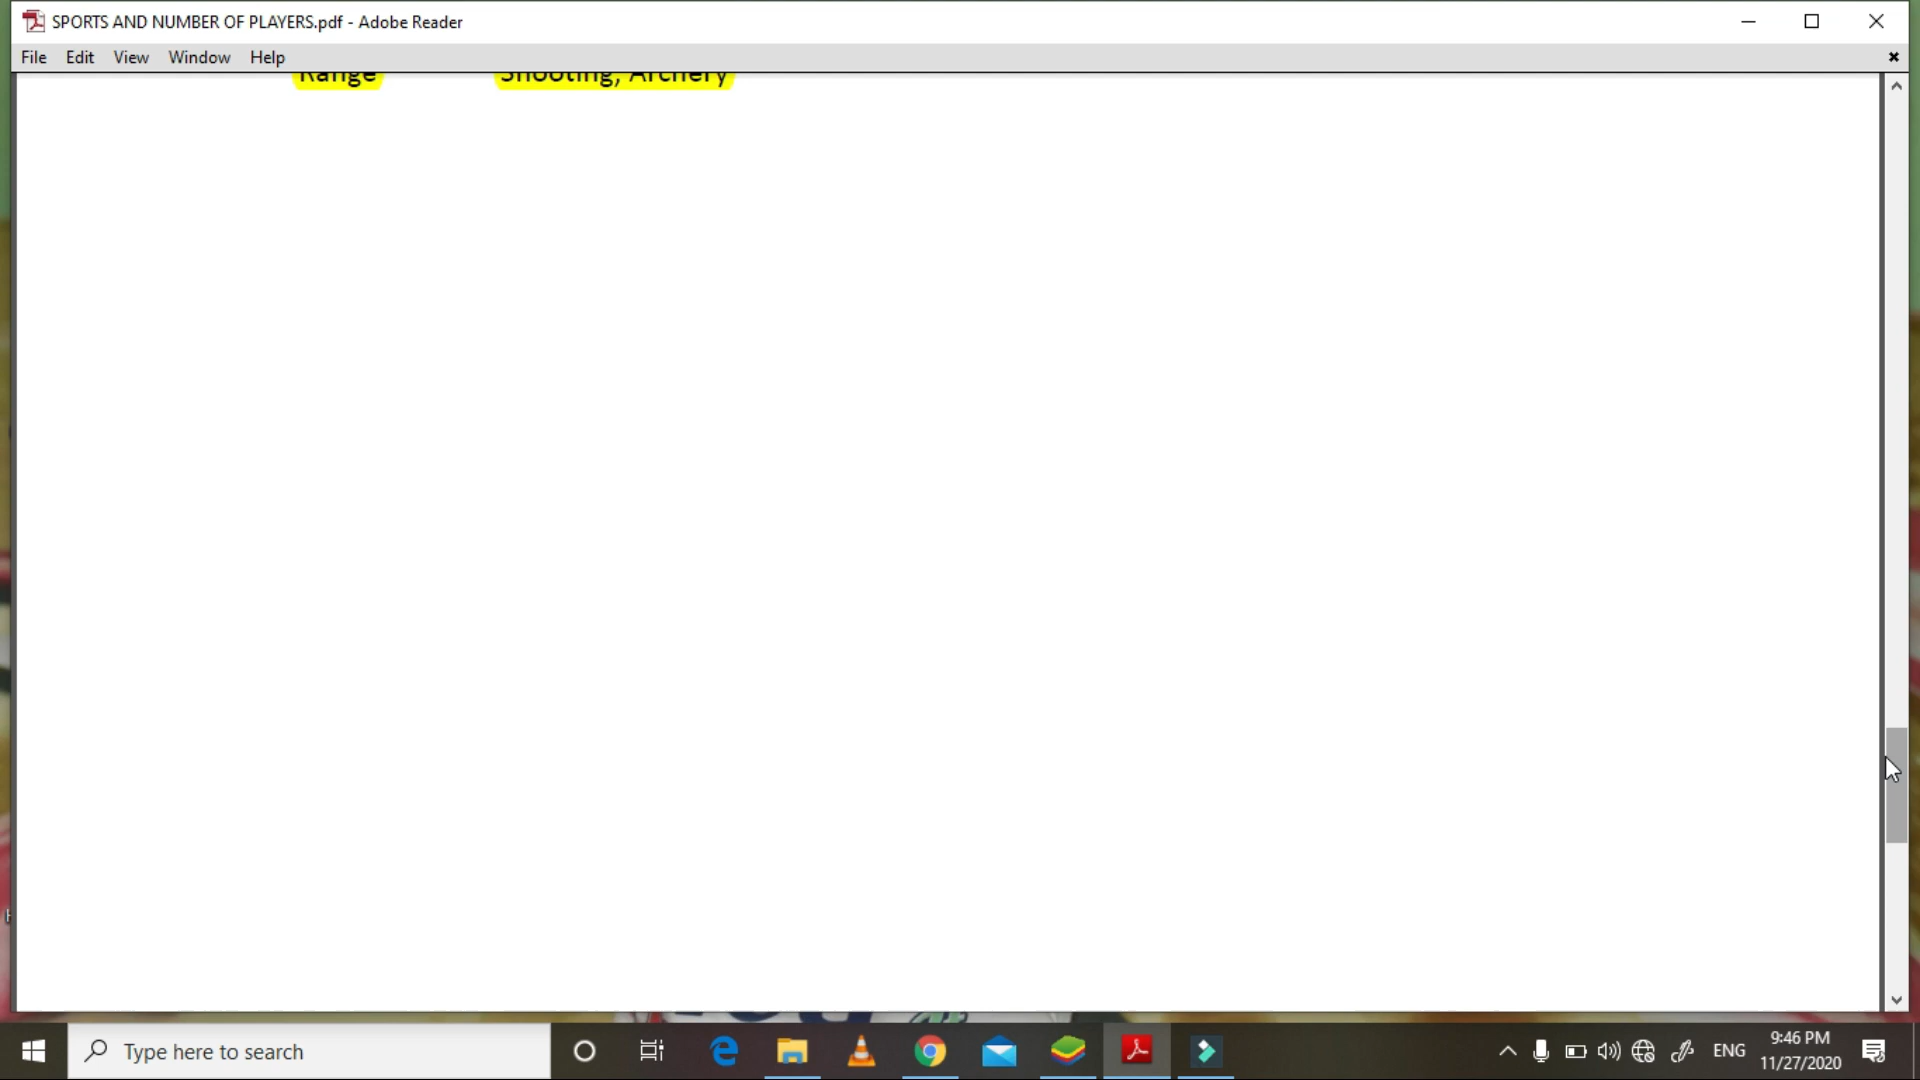 SPORTS AND NUMBER OF PLAYERS.pdf - Adobe Reader
File Edit View Window Help
Range Shooting, Archery
Type here to search
ENG
9:46 PM
11/27/2020